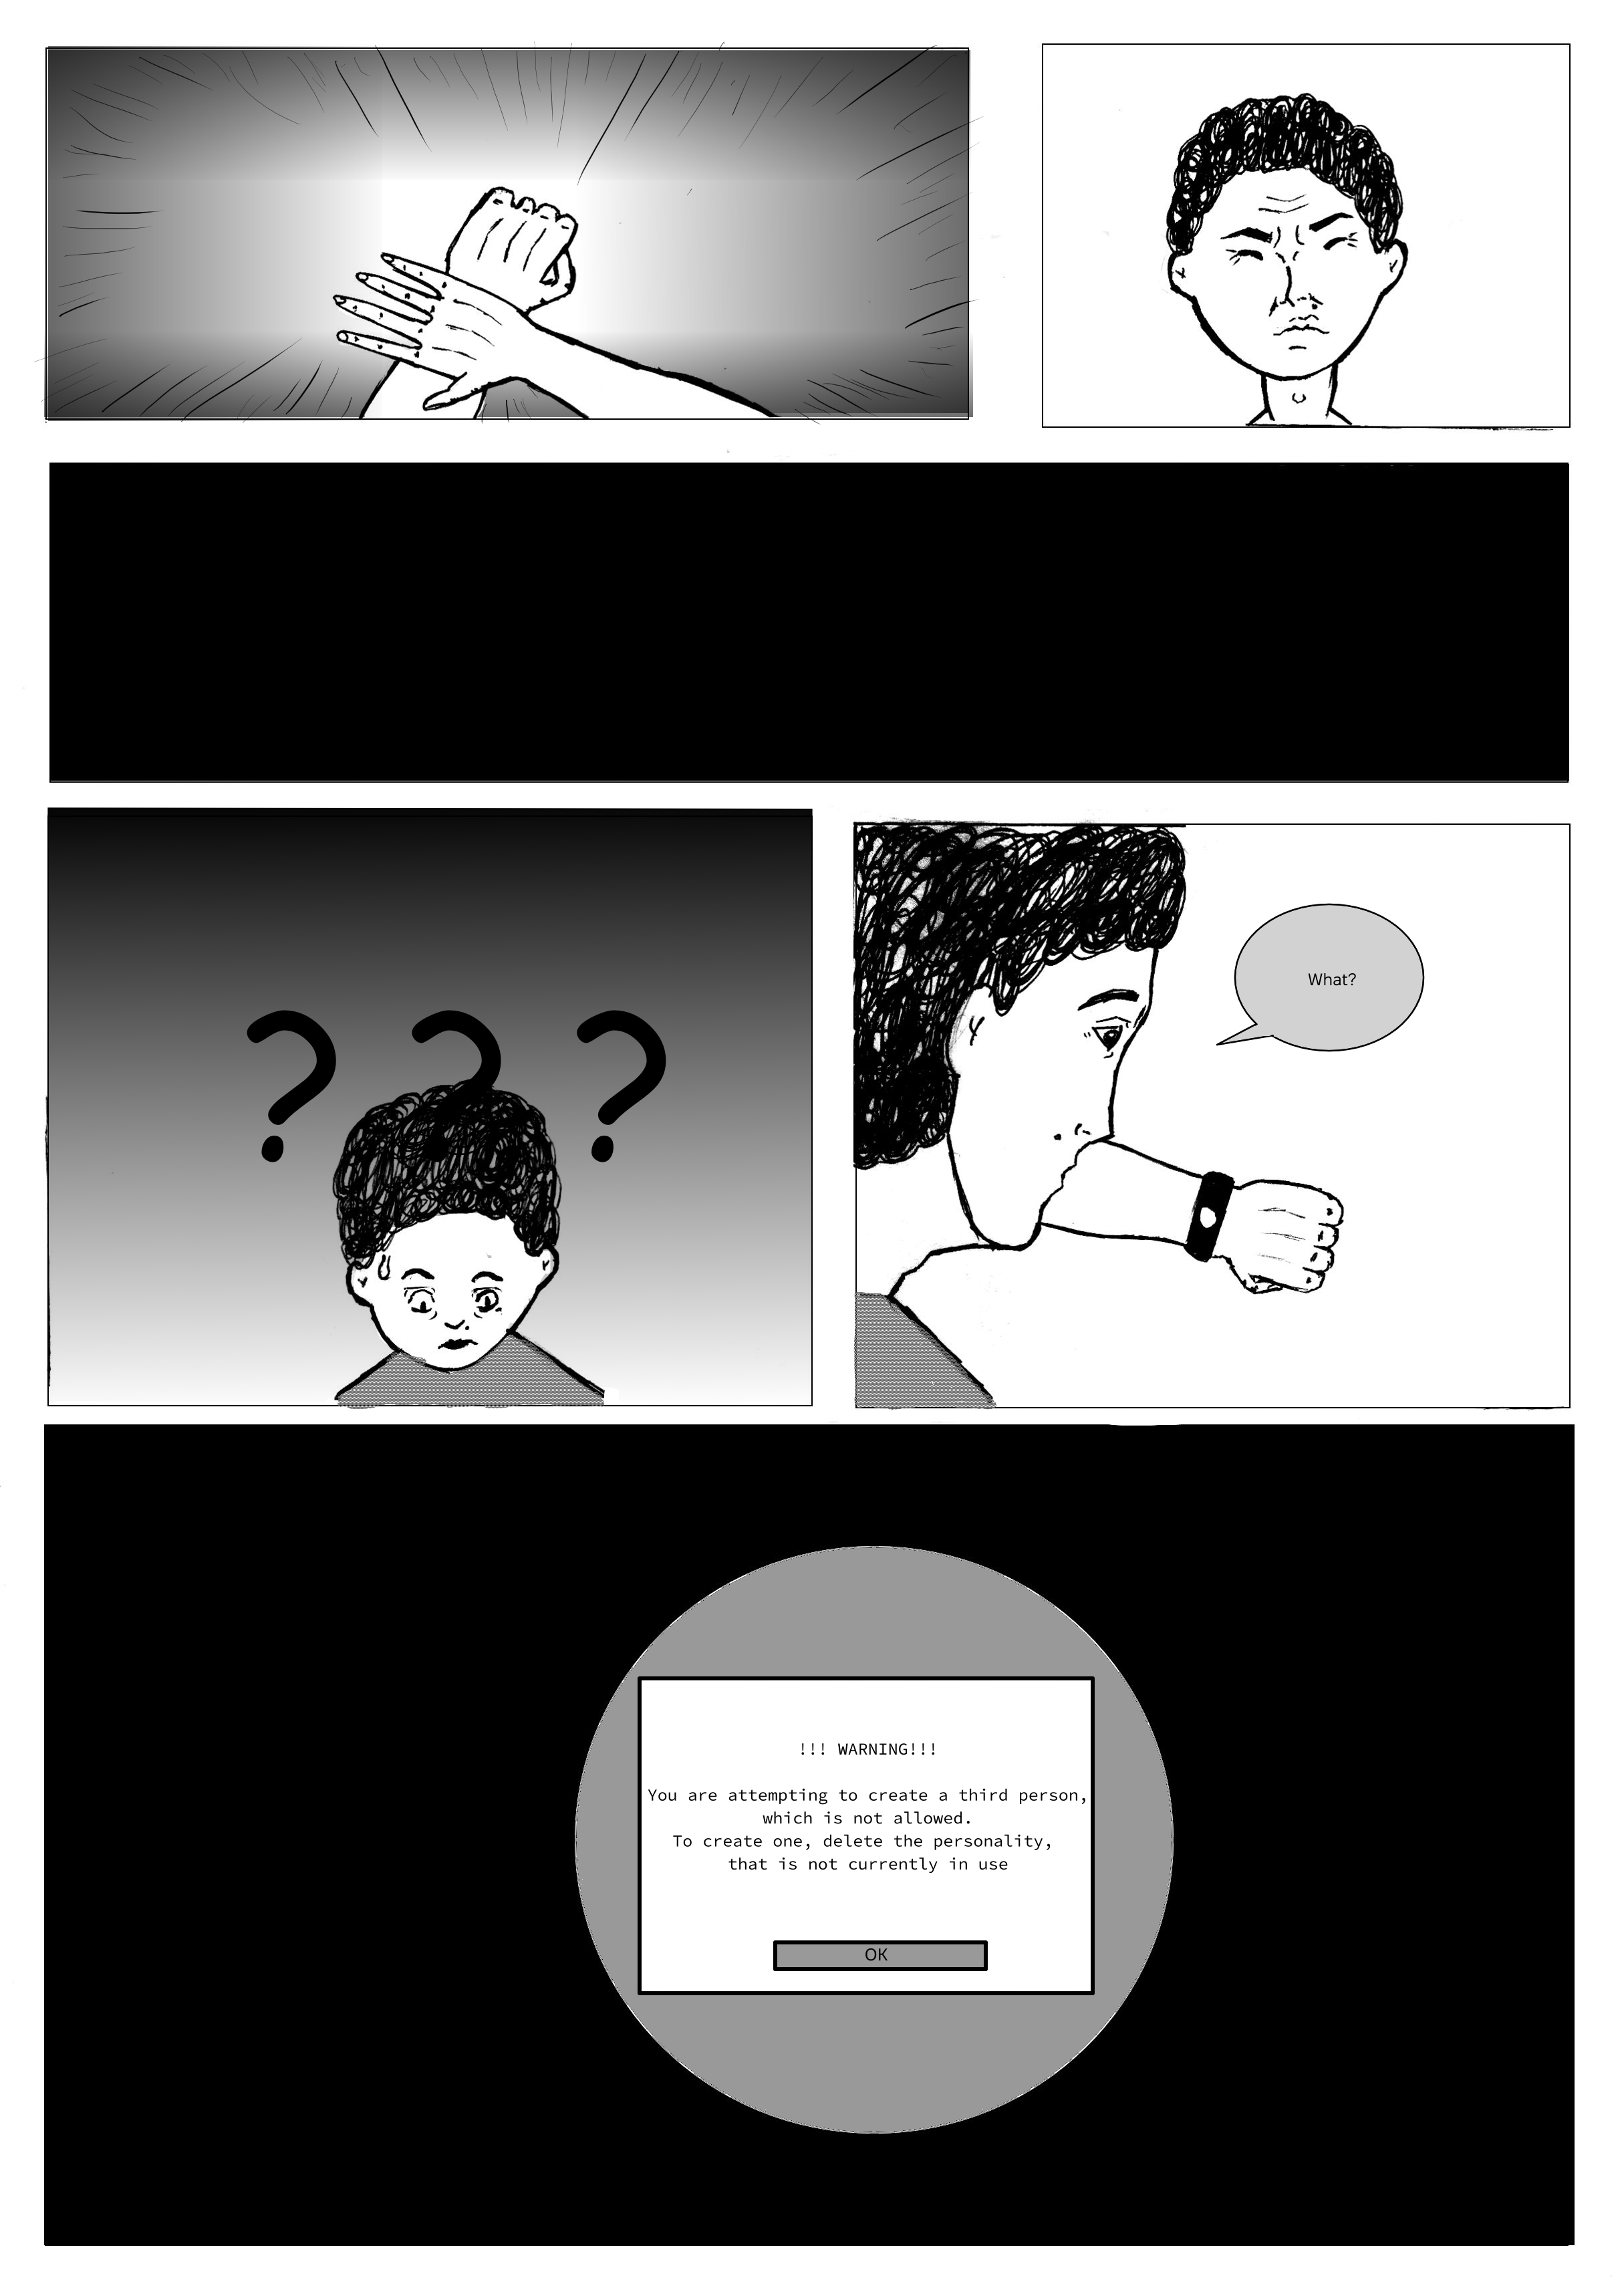 ? ? ?
What?
!!! WARNING!!!
You are attempting to create a third person,
which is not allowed.
To create one, delete the personality,
that is not currently in use
OK